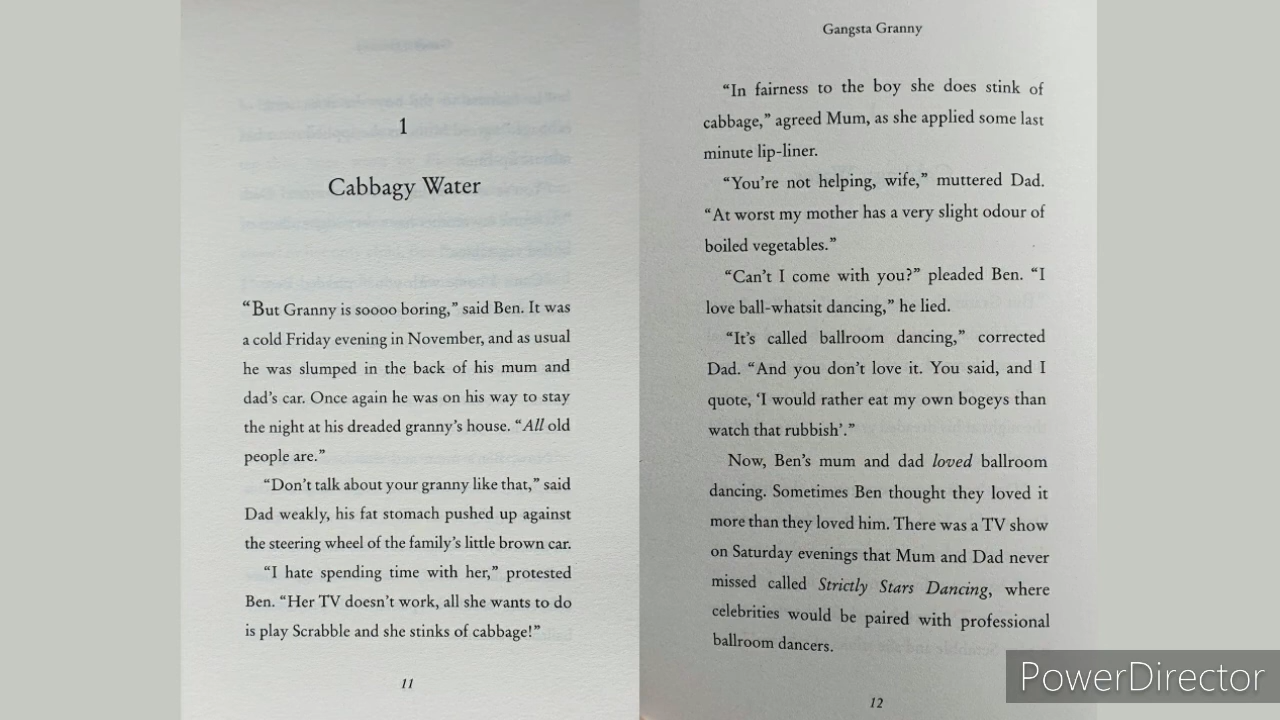 1
Cabbagy Water
“But Granny is soooo boring,” said Ben. It was
a cold Friday evening in November, and as usual
he was slumped in the back of his mum and
dad’s car. Once again he was on his way to stay
the night at his dreaded granny’s house. “All old
people are.”
“Don’t talk about your granny like that,” said
Dad weakly, his fat stomach pushed up against
the steering wheel of the family’s little brown car.
“I hate spending time with her,” protested
Ben. “Her TV doesn’t work, all she wants to do
is play Scrabble and she stinks of cabbage!”
11
Gangsta Granny
“In fairness to the boy she does stink of
cabbage,” agreed Mum, as she applied some last
minute lip-liner.
“You’re not helping, wife,” muttered Dad.
“At worst my mother has a very slight odour of
boiled vegetables.”
“Can’t I come with you?” pleaded Ben. “I
love ball-whatsit dancing,” he lied.
“It’s called ballroom dancing,” corrected
Dad. “And you don’t love it. You said, and I
quote, ‘I would rather eat my own bogeys than
watch that rubbish’.”
Now, Ben’s mum and dad loved ballroom
dancing. Sometimes Ben thought they loved it
more than they loved him. There was a TV show
on Saturday evenings that Mum and Dad never
missed called Strictly Stars Dancing, where
celebrities would be paired with professional
ballroom dancers.
12
PowerDirector